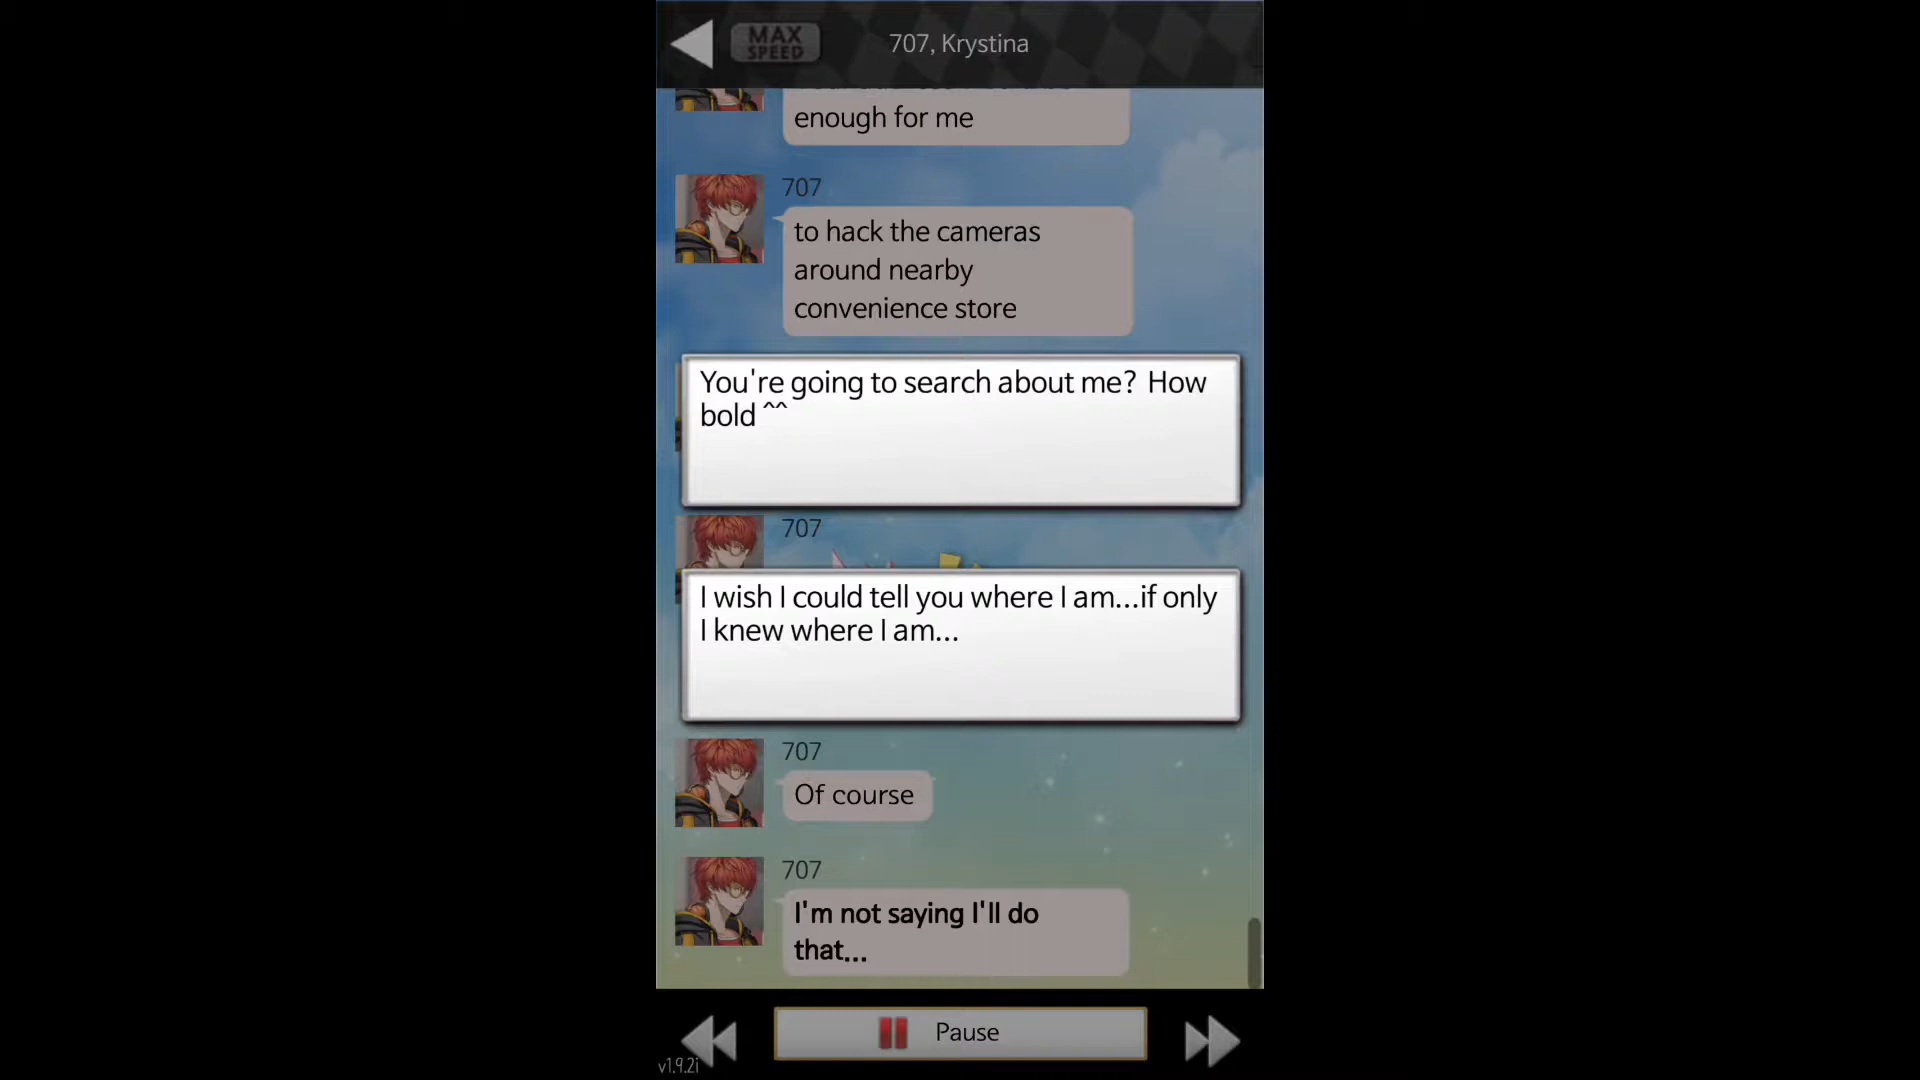 MAX
SPEED
707, Krystina
enough for me
707
to hack the cameras
around nearby
convenience store
You're going to search about me? How
bold ^^
707
I wish I could tell you where I am...if only
I knew where I am...
707
Of course
707
I'm not saying I'll do
that...
Pause
v1.9.2i